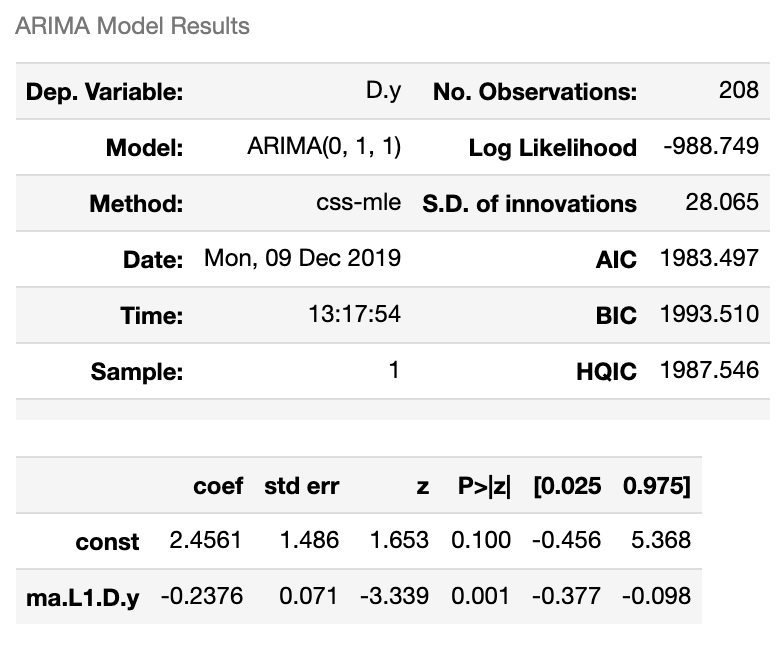 ARIMA Model Results
Dep. Variable: D.y No. Observations: 208
Model: ARIMA(0, 1, 1) Log Likelihood -988.749
Method: css-mle S.D. of innovations 28.065
Date: Mon, 09 Dec 2019 AIC 1983.497
Time: 13:17:54 BIC 1993.510
Sample: 1 HQIC 1987.546
coef std err z P>|z| [0.025 0.975]
const 2.4561 1.486 1.653 0.100 -0.456 5.368
ma.L1.D.y -0.2376 0.071 -3.339 0.001 -0.377 -0.098